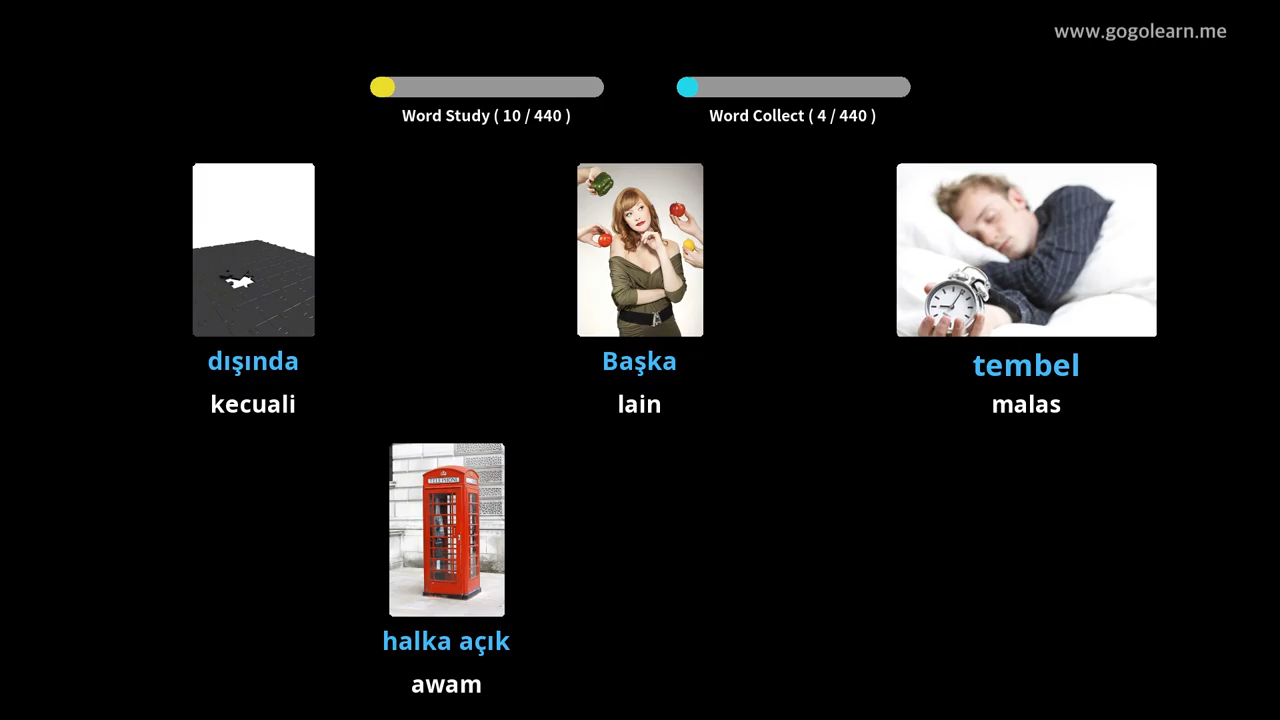 www.gogolearn.me
Word Study ( 10 / 440 )
Word Collect ( 4 / 440 )
dışında
Başka
tembel
kecuali
lain
malas
TELEPHONE
halka açık
awam